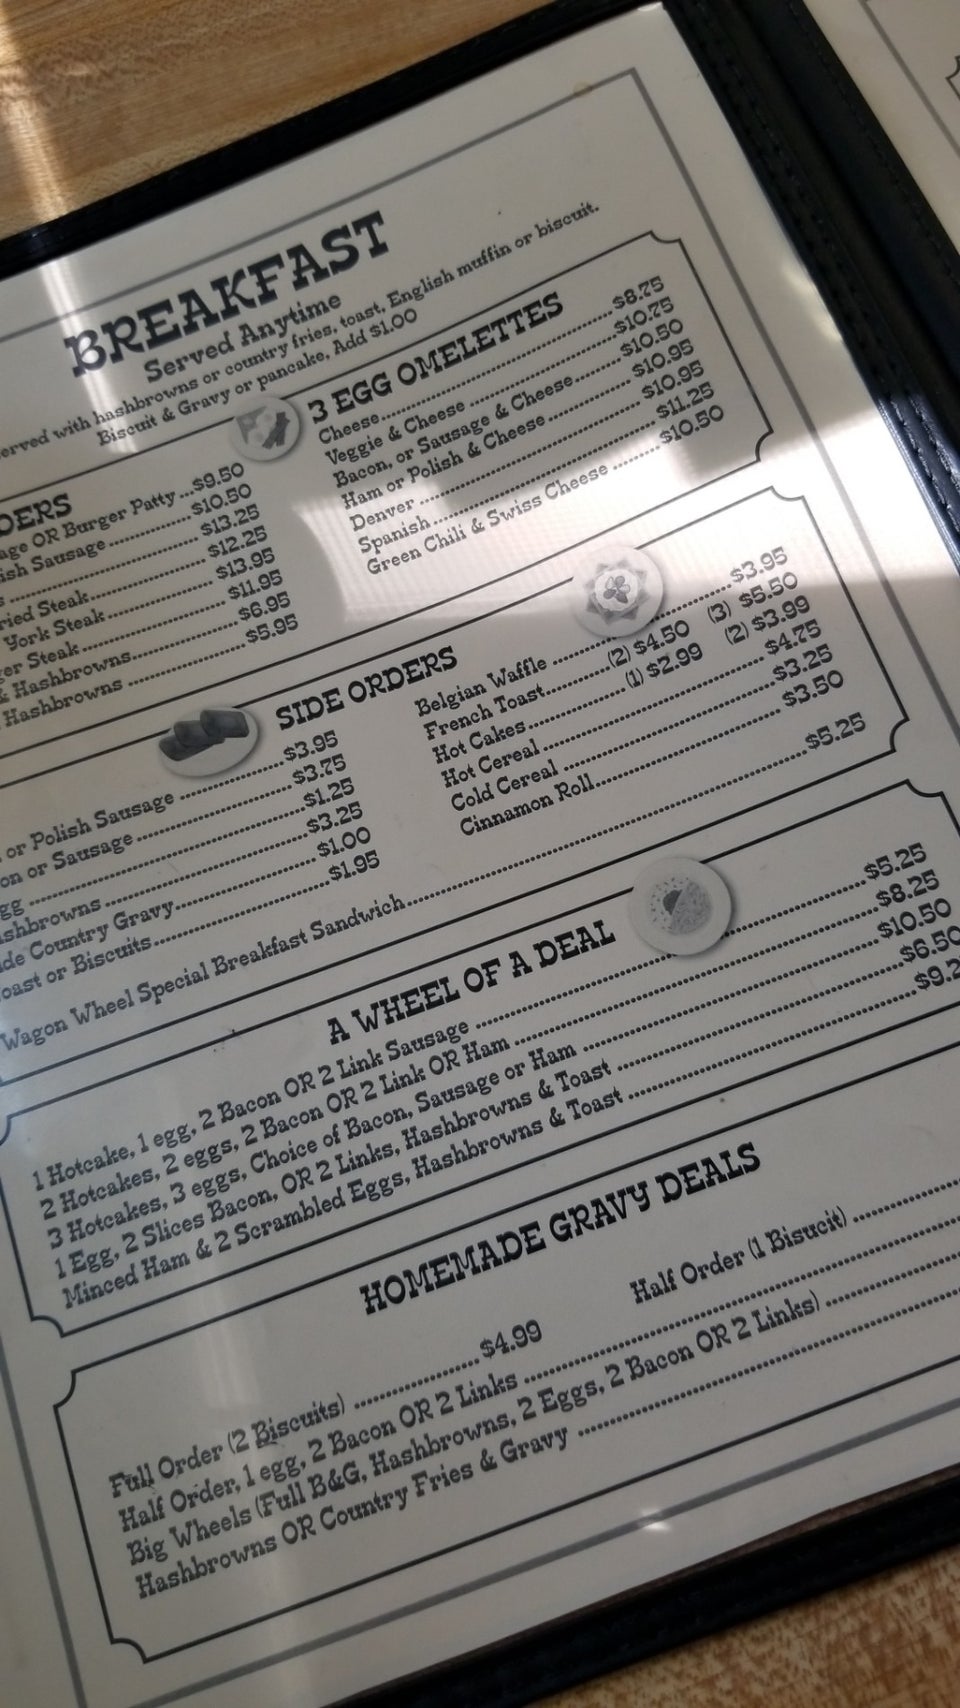 BREAKFAST
Served Anytime
served with hashbrowns or country fries, toast, English muffin or biscuit.
Biscuit & Gravy or pancake, Add $1.00
OR Burger Patty ...$9.50
Sausage .......... $10.50
$13.25
Steak .......... $12.25
York Steak .......... $13.95
Steak .......... $11.95
& Hashbrowns .......... $6.95
Hashbrowns .......... $5.95
3 EGG OMELETTES
Cheese .......... $8.75
Veggie & Cheese .......... $10.75
Bacon, or Sausage & Cheese .......... $10.50
Ham or Polish & Cheese .......... $10.95
Denver .......... $10.95
Spanish .......... $11.25
Green Chili & Swiss Cheese .......... $10.50
SIDE ORDERS
or Polish Sausage .......... $3.95
or Sausage .......... $3.75
.......... $1.25
.......... $3.25
Country Gravy .......... $1.00
or Biscuits .......... $1.95
Belgian Waffle .......... $3.95
French Toast .......... (2) $4.50 (3) $5.50
Hot Cakes .......... (1) $2.99 (2) $3.99
Hot Cereal .......... $4.75
Cold Cereal .......... $3.25
Cinnamon Roll .......... $3.50
Wagon Wheel Special Breakfast Sandwich .......... $5.25
A WHEEL OF A DEAL
1 Hotcake, 1 egg, 2 Bacon OR 2 Link Sausage .......... $5.25
2 Hotcakes, 2 eggs, 2 Bacon OR 2 Link OR Ham .......... $8.25
3 Hotcakes, 3 eggs, Choice of Bacon, Sausage or Ham .......... $10.50
1 Egg, 2 Slices Bacon, OR 2 Links, Hashbrowns & Toast .......... $6.50
Minced Ham & 2 Scrambled Eggs, Hashbrowns & Toast .......... $9.2
HOMEMADE GRAVY DEALS
Full Order (2 Biscuits) .......... $4.99 Half Order (1 Bisucit) ..........
Half Order, 1 egg, 2 Bacon OR 2 Links ..........
Big Wheels (Full B&G, Hashbrowns, 2 Eggs, 2 Bacon OR 2 Links) ..........
Hashbrowns OR Country Fries & Gravy ..........